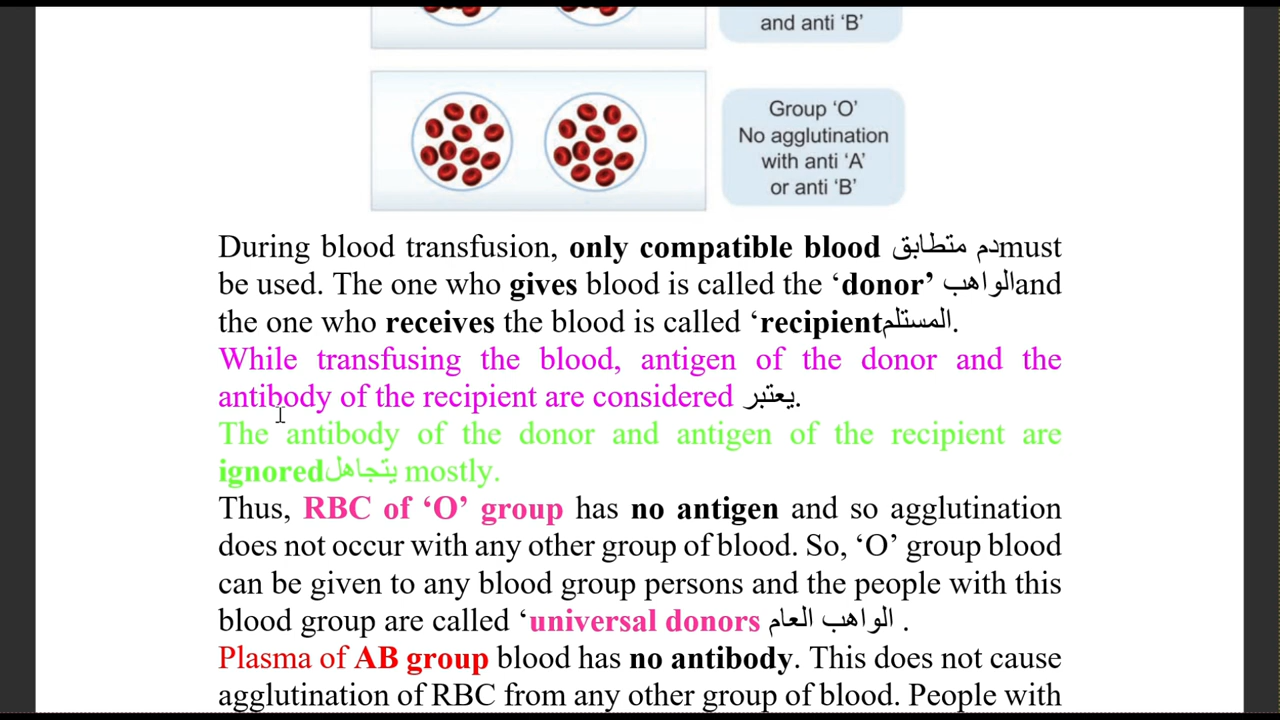 and anti ‘B’
Group ‘O’
No agglutination
with anti ‘A’
or anti ‘B’
During blood transfusion, only compatible blood دم متطابق must
be used. The one who gives blood is called the ‘donor’ الواهب and
the one who receives the blood is called ‘recipient المستلم.
While transfusing the blood, antigen of the donor and the
antibody of the recipient are considered يعتبر.
The antibody of the donor and antigen of the recipient are
ignored يتجاهل mostly.
Thus, RBC of ‘O’ group has no antigen and so agglutination
does not occur with any other group of blood. So, ‘O’ group blood
can be given to any blood group persons and the people with this
blood group are called ‘universal donors الواهب العام .
Plasma of AB group blood has no antibody. This does not cause
agglutination of RBC from any other group of blood. People with